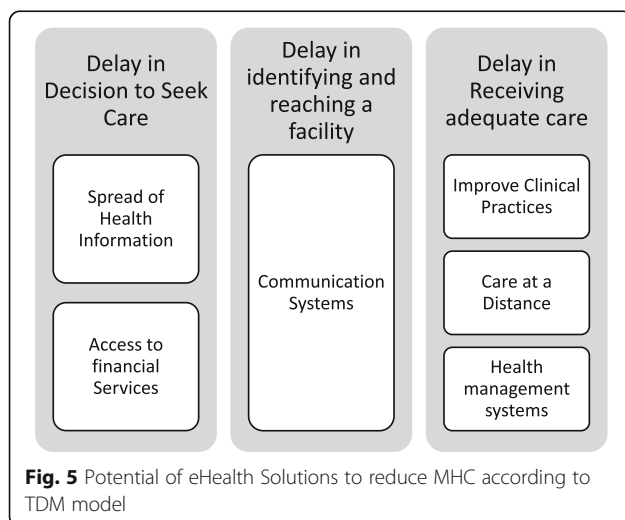 Delay in
Decision to Seek
Care
Spread of
Health
Information
Access to
financial
Services
Delay in
identifying and
reaching a
facility
Communication
Systems
Delay in
Receiving
adequate care
Improve Clinical
Practices
Care at a
Distance
Health
management
systems
Fig. 5 Potential of eHealth Solutions to reduce MHC according to
TDM model